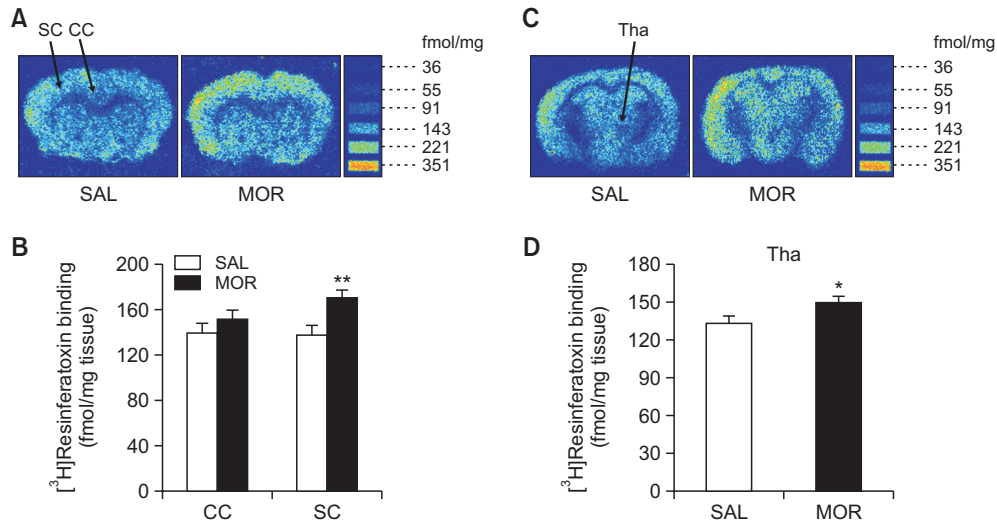 A
SC CC
fmol/mg
36
55
91
143
221
351
SAL
MOR
B
[³H]Resinferatoxin binding
(fmol/mg tissue)
200
160
120
80
40
0
SAL
MOR
**
CC
SC
C
Tha
fmol/mg
36
55
91
143
221
351
SAL
MOR
D
Tha
[³H]Resinferatoxin binding
(fmol/mg tissue)
180
150
120
90
60
30
0
*
SAL
MOR